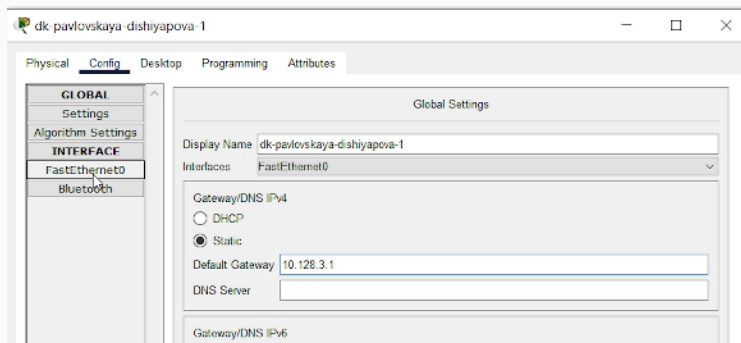 dk-pavlovskaya-dishiyapova-1
Physical Config Desktop Programming Attributes
GLOBAL
Settings
Algorithm Settings
INTERFACE
FastEthernet0
Bluetooth
Global Settings
Display Name dk-pavlovskaya-dishiyapova-1
Interfaces FastEthernet0
Gateway/DNS IPv4
DHCP
Static
Default Gateway 10.128.3.1
DNS Server
Gateway/DNS IPv6